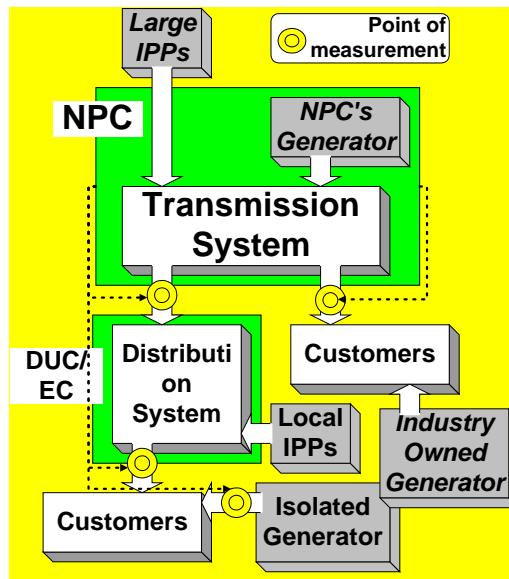 Large
IPPs
Point of
measurement
NPC
NPC's
Generator
Transmission
System
DUC/
EC
Distributi
on
System
Customers
Local
IPPs
Industry
Owned
Generator
Customers
Isolated
Generator